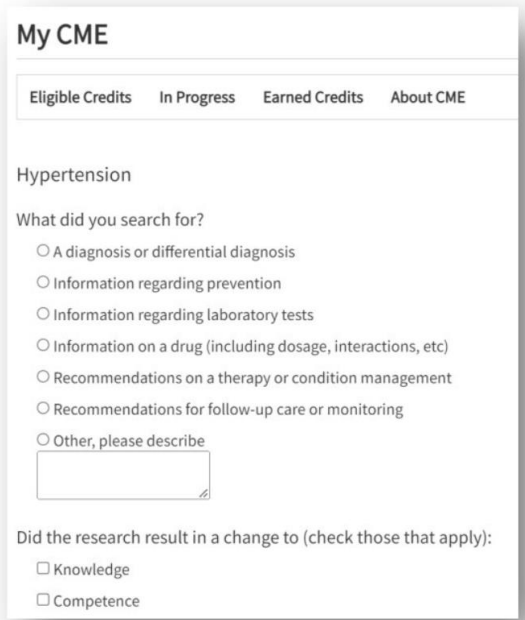 My CME
Eligible Credits In Progress Earned Credits About CME
Hypertension
What did you search for?
A diagnosis or differential diagnosis
Information regarding prevention
Information regarding laboratory tests
Information on a drug (including dosage, interactions, etc)
Recommendations on a therapy or condition management
Recommendations for follow-up care or monitoring
Other, please describe
Did the research result in a change to (check those that apply):
Knowledge
Competence